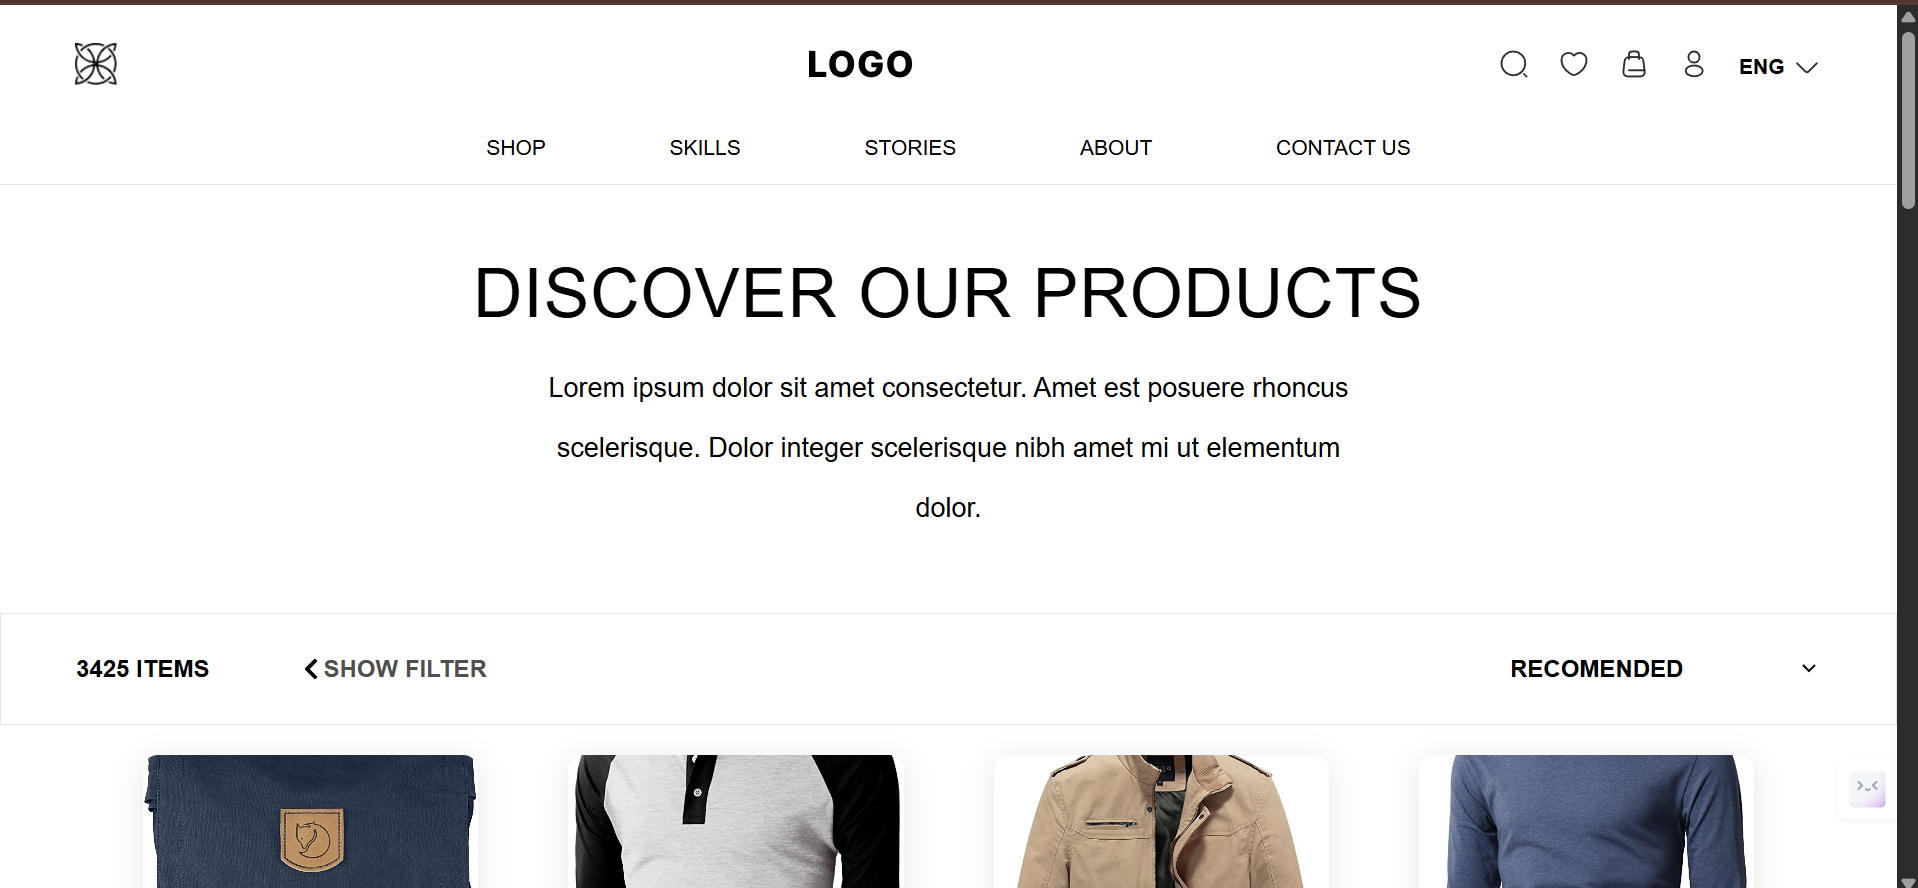 LOGO
ENG
SHOP SKILLS STORIES ABOUT CONTACT US
DISCOVER OUR PRODUCTS
Lorem ipsum dolor sit amet consectetur. Amet est posuere rhoncus
scelerisque. Dolor integer scelerisque nibh amet mi ut elementum
dolor.
3425 ITEMS SHOW FILTER RECOMENDED